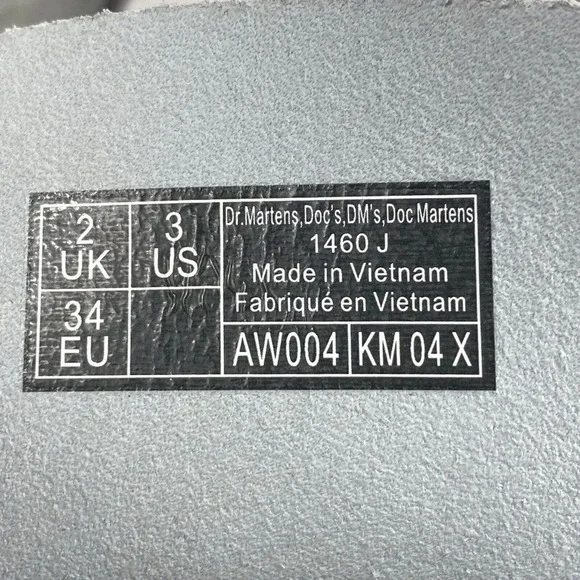 2
UK
3
US
34
EU
Dr.Martens,Doc's,DM's,Doc Martens
1460 J
Made in Vietnam
Fabriqué en Vietnam
AW004
KM 04 X